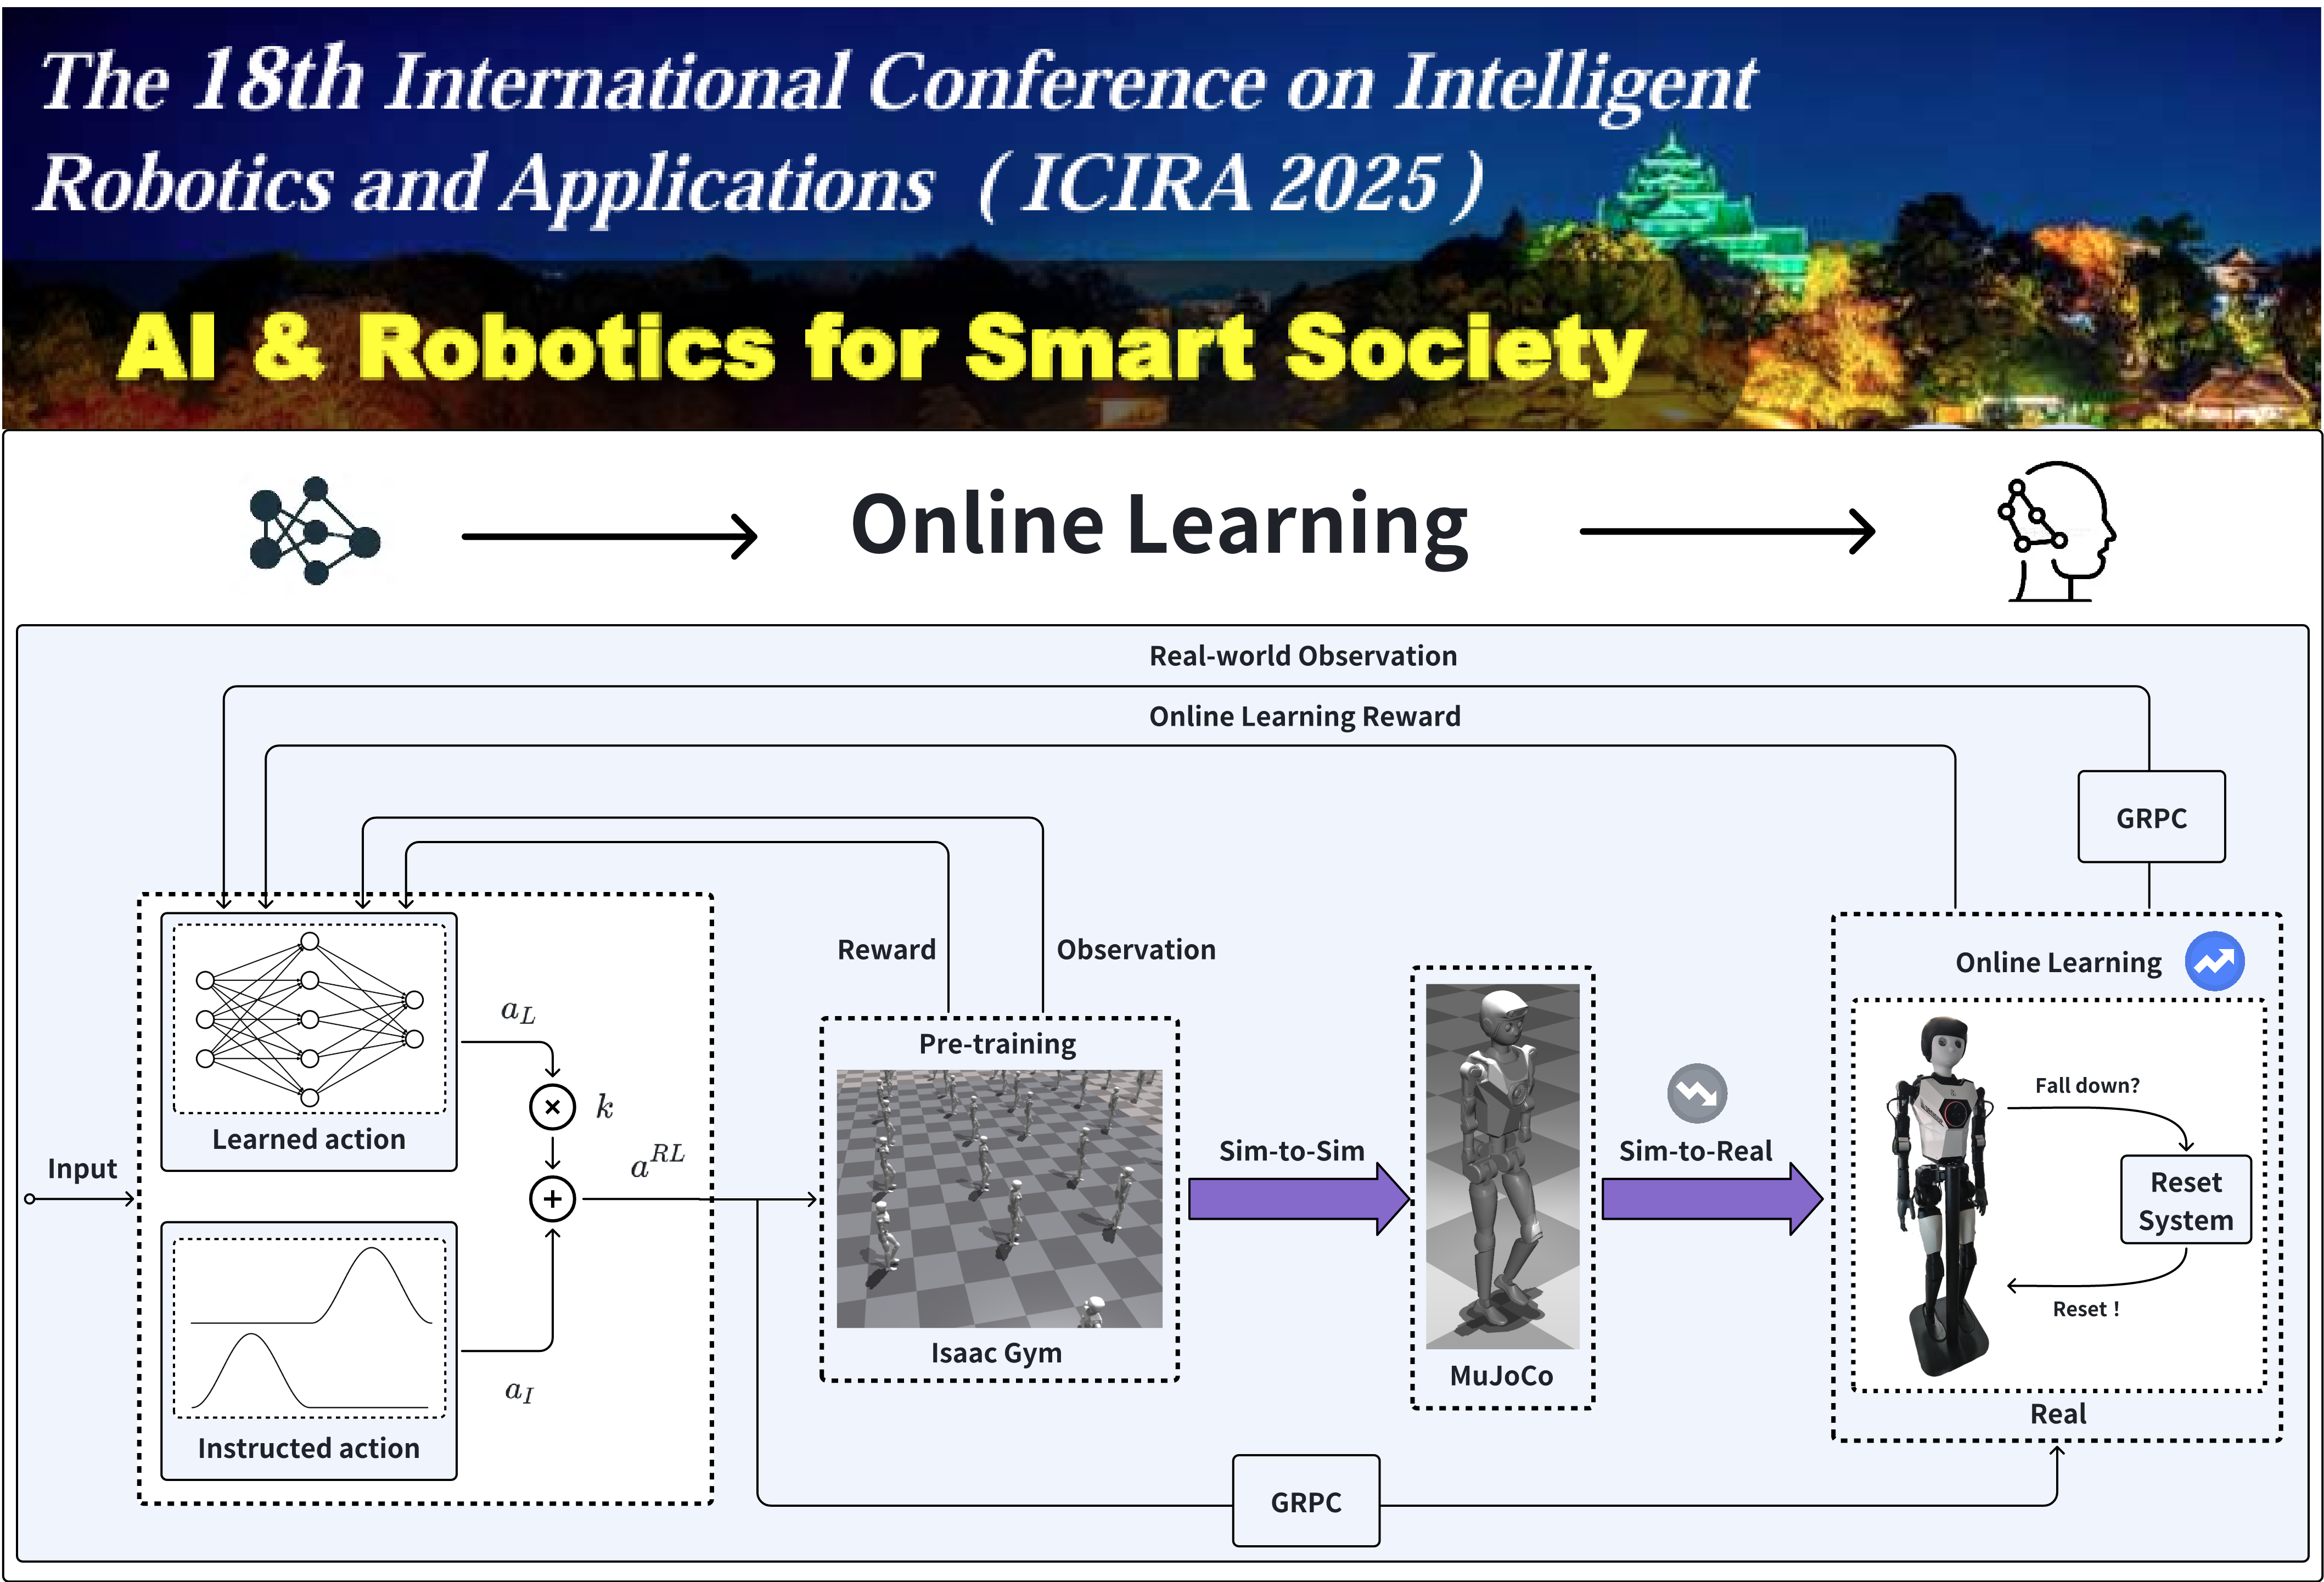 The 18th International Conference on Intelligent
Robotics and Applications ( ICIRA 2025 )
AI & Robotics for Smart Society
Online Learning
Real-world Observation
Online Learning Reward
GRPC
Reward
Observation
Online Learning
a_L
k
a^{RL}
Learned action
Input
Pre-training
Isaac Gym
Sim-to-Sim
MuJoCo
Sim-to-Real
Fall down?
Reset
System
Reset !
Real
a_I
Instructed action
GRPC